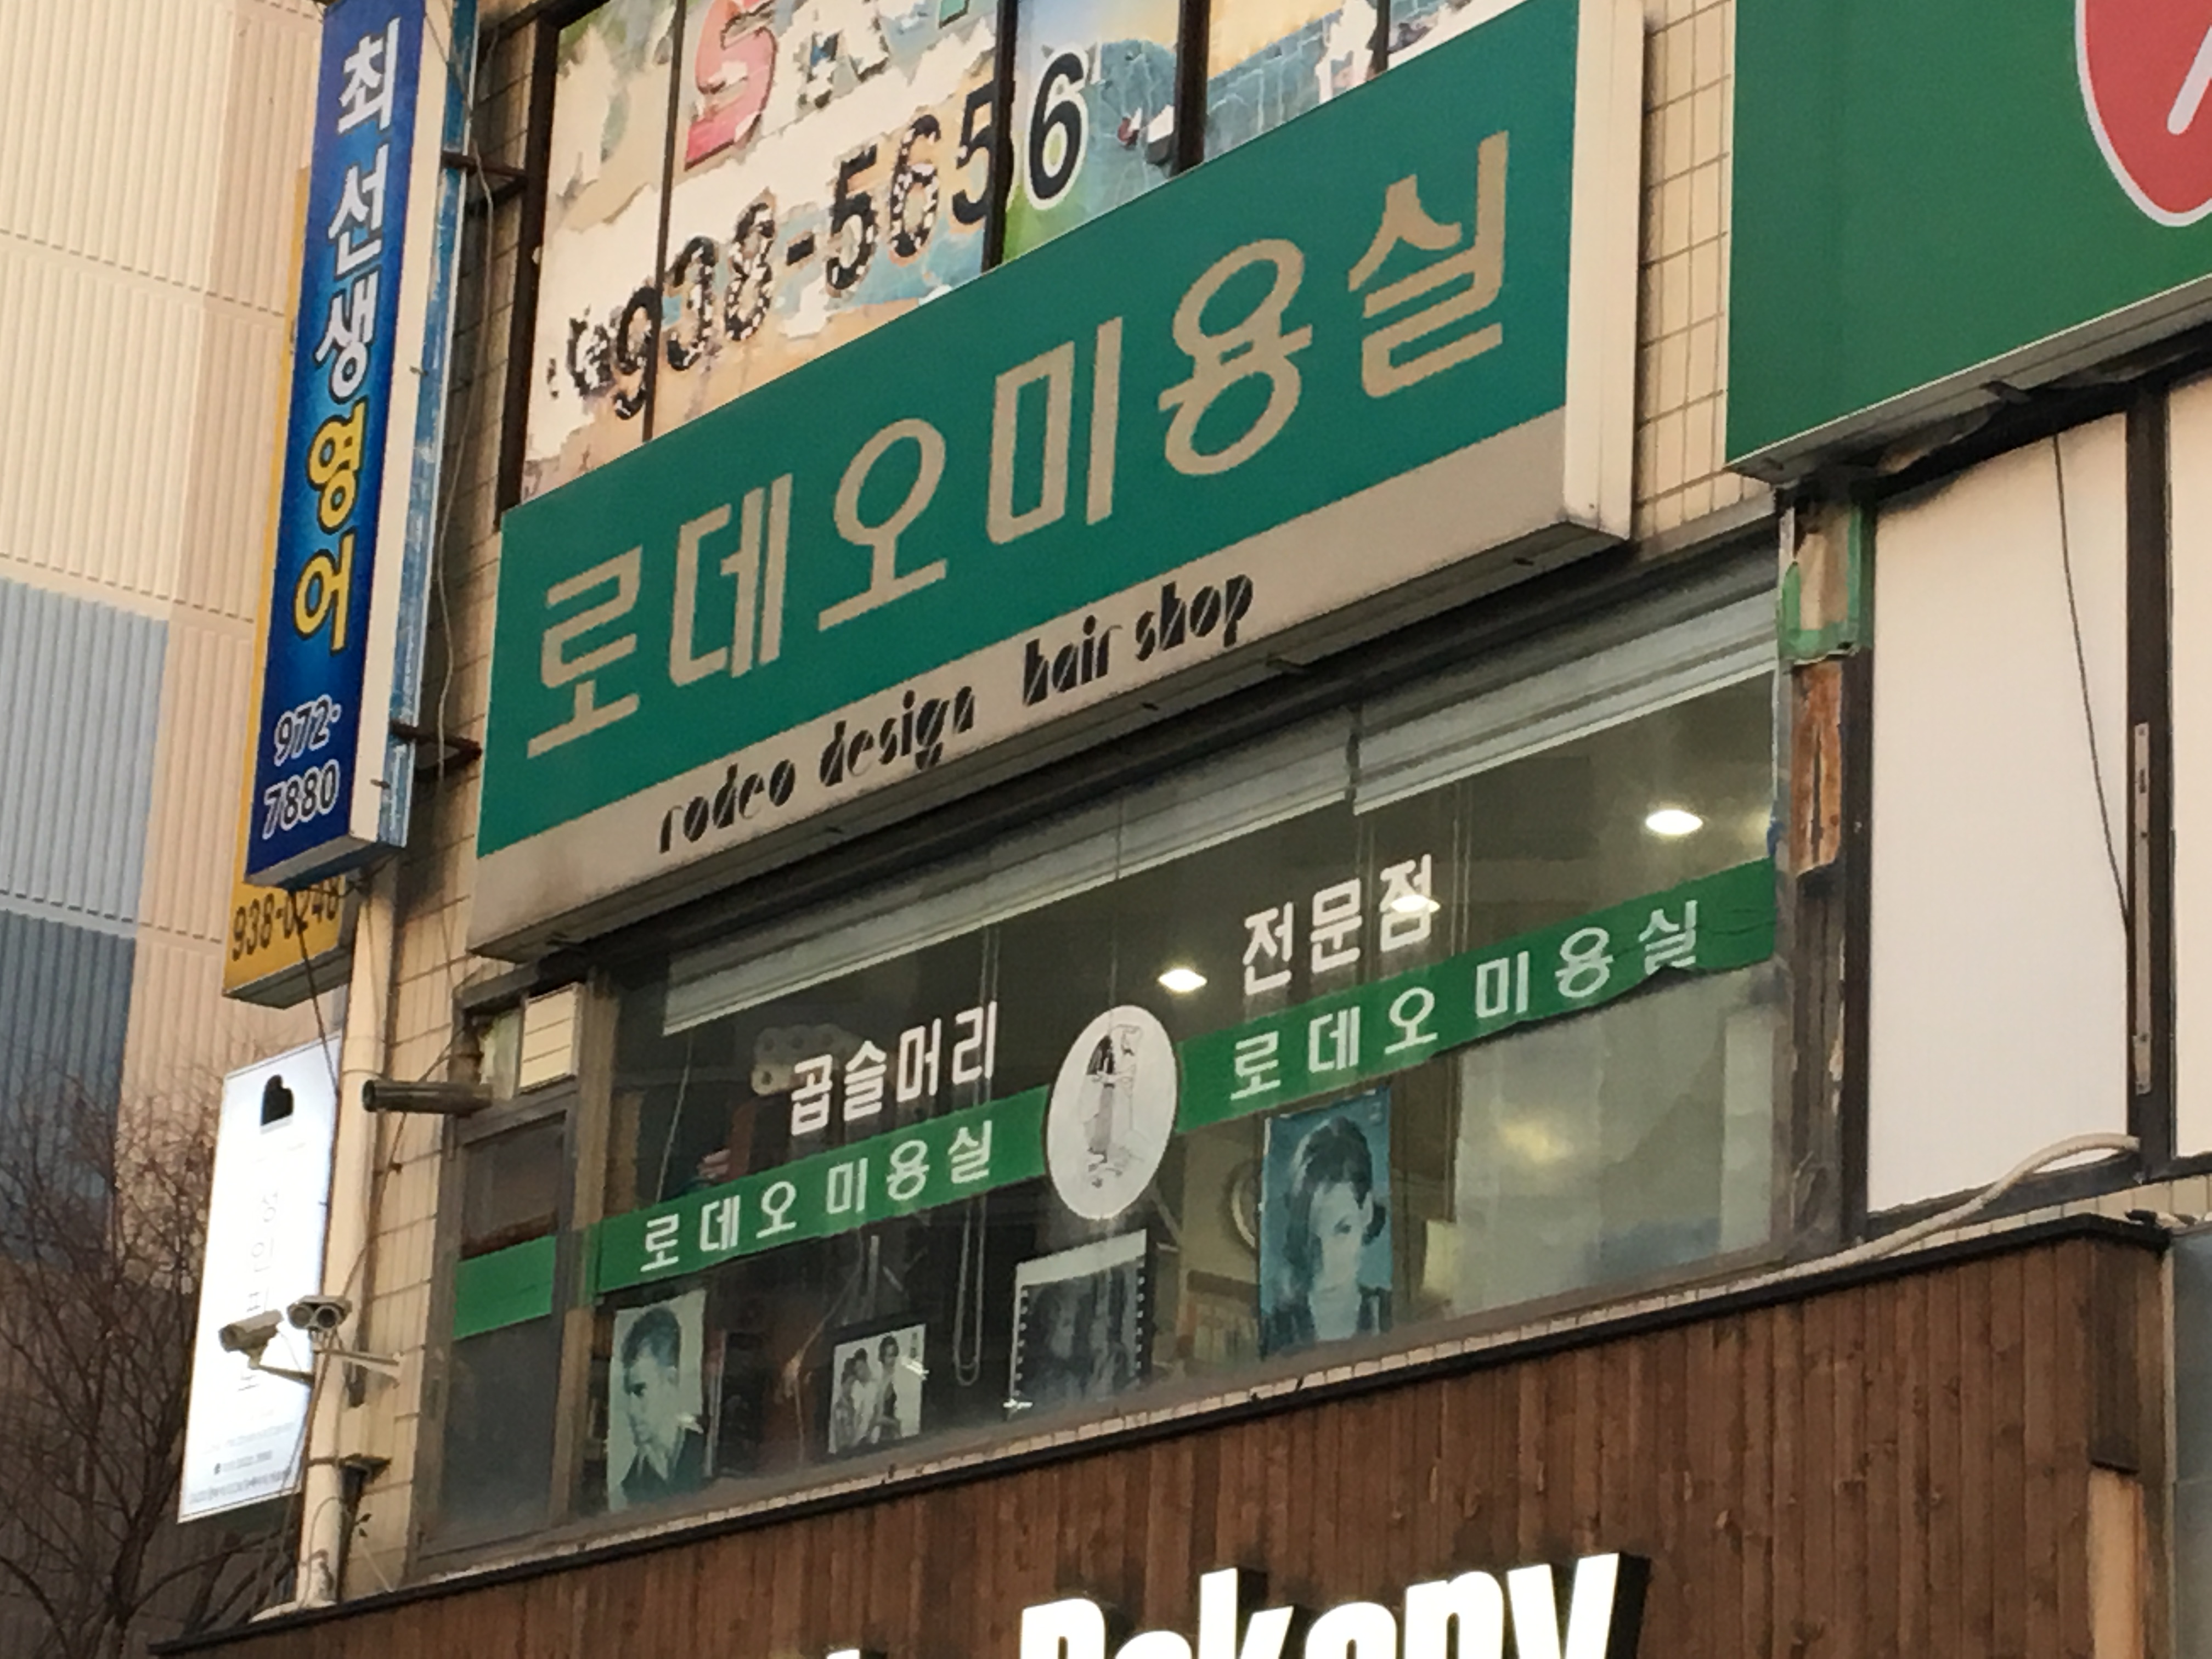 최선생영어
972-
7880
938-0248
938-5656
로데오미용실
rodeo design hair shop
곱슬머리 전문점
로데오 미용실
로데오 미용실
Bakery